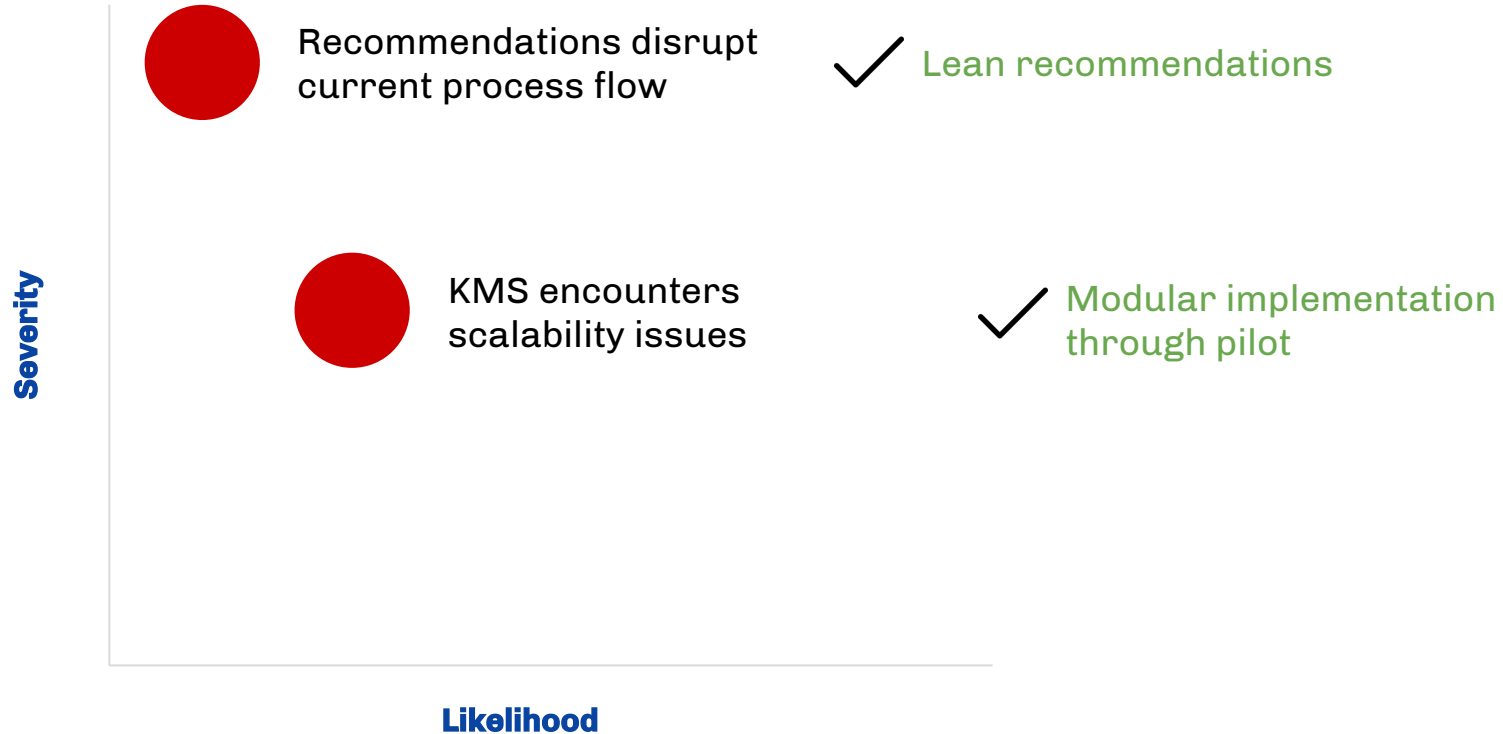 Recommendations disrupt
current process flow
Lean recommendations
KMS encounters
scalability issues
Modular implementation
through pilot
Severity
Likelihood